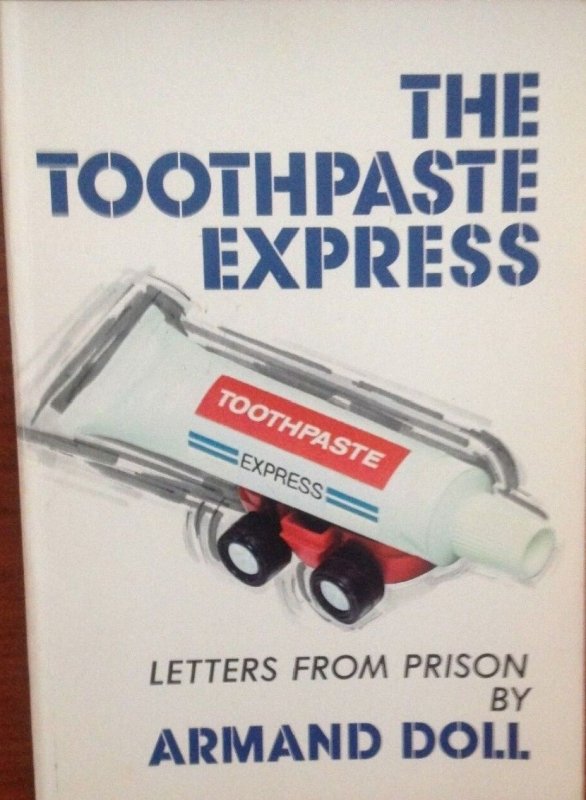 THE
TOOTHPASTE
EXPRESS
TOOTHPASTE
EXPRESS
LETTERS FROM PRISON
BY
ARMAND DOLL